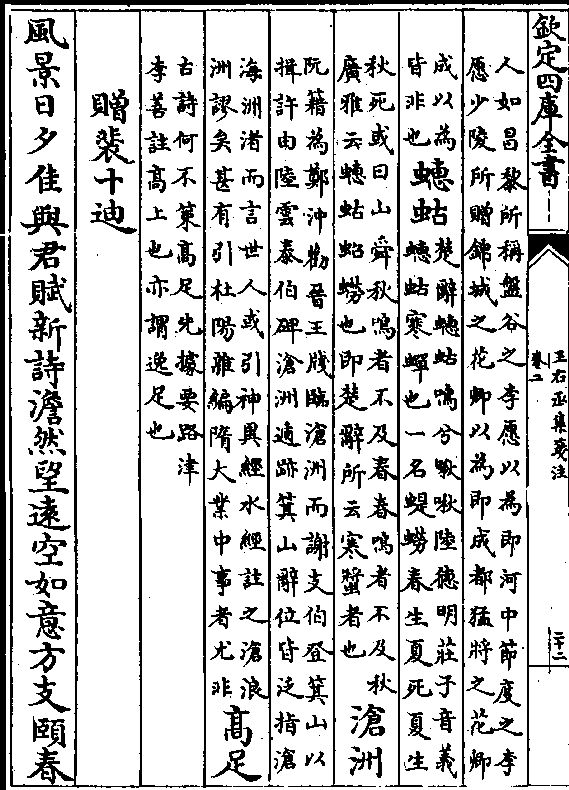 欽定四庫全書
王右丞集箋注
卷二
二十二
人如昌黎所稱盤谷之李愿以為即河中節度之李
愿少陵所贈錦城之花卿以為即成都猛將之花卿
成以為
皆非也
蟪蛄
楚辭蟪蛄鳴兮啾啾陸德明莊子音義
蟪蛄寒蟬也一名蝭蟧春生夏死夏生
秋死或曰山舜秋鳴者不及春春鳴者不及秋
廣雅云蟪蛄蛁蟧也即楚辭所云寒螀者也
滄洲
阮籍為鄭沖勸晉王牋臨滄洲而謝支伯登箕山以
揖許由陸雲泰伯碑滄洲遁跡箕山辭位皆泛指滄
海洲渚而言世人或引神異經水經註之滄浪
洲謬矣甚有引杜陽雜編隋大業中事者尤非
高足
古詩何不策高足先據要路津
李善註高上也亦謂逸足也
贈裴十迪
風景日夕佳與君賦新詩澹然望遠空如意方支頤春